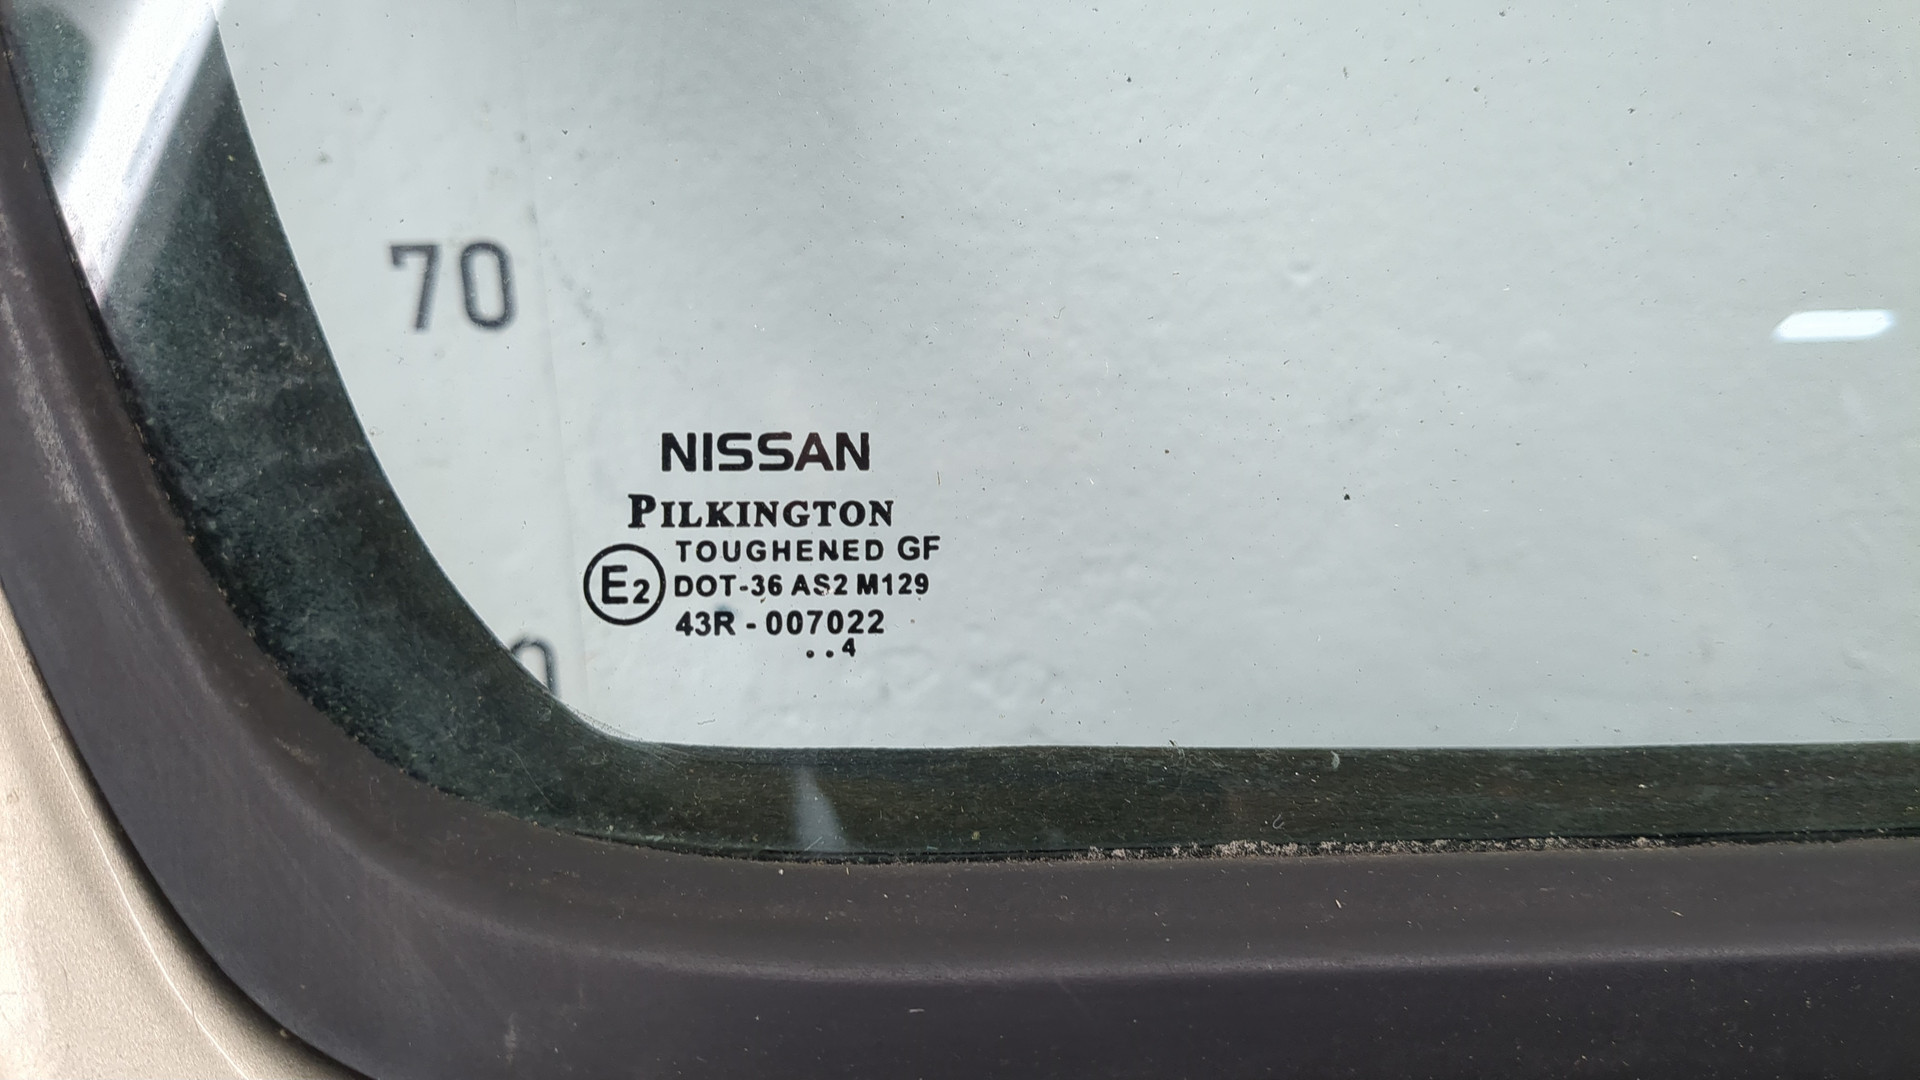 70
NISSAN
PILKINGTON
TOUGHENED GF
E2 DOT-36 AS2 M129
43R - 007022
. . 4